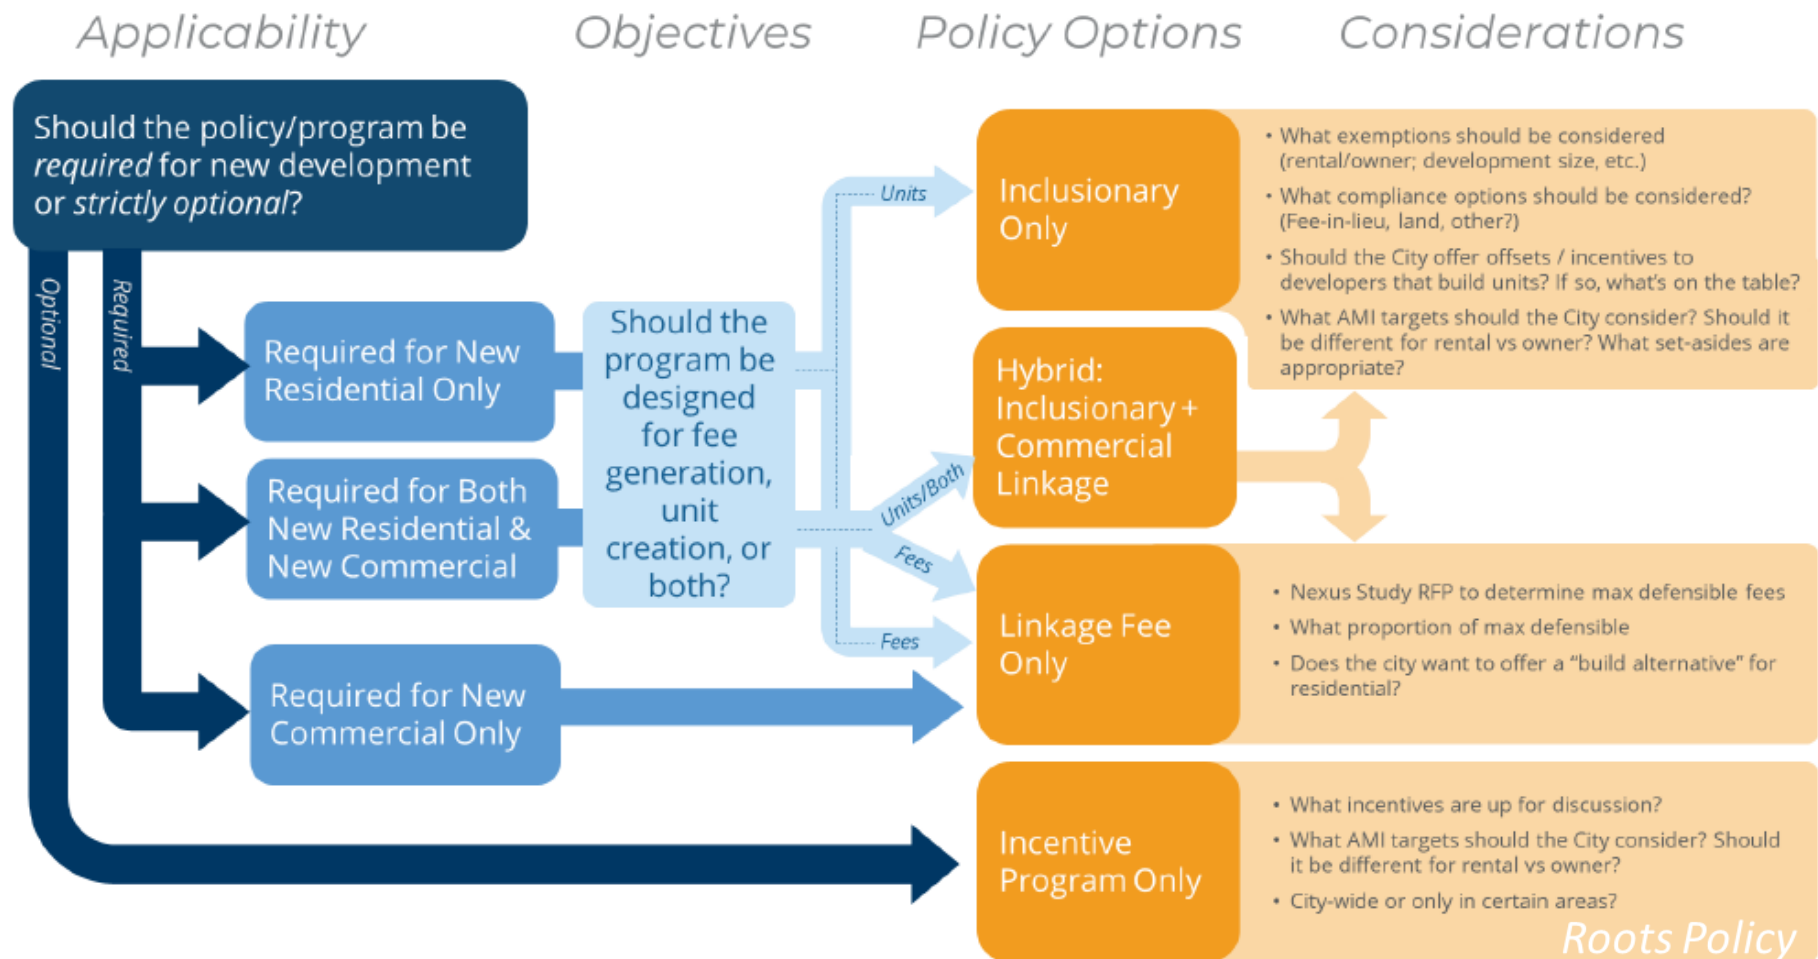 Applicability
Objectives
Policy Options
Considerations
Should the policy/program be
required for new development
or strictly optional?
Optional
Required
Required for New
Residential Only
Required for Both
New Residential &
New Commercial
Required for New
Commercial Only
Should the
program be
designed
for fee
generation,
unit
creation, or
both?
Units
Units/Both
Fees
Fees
Inclusionary
Only
• What exemptions should be considered
(rental/owner; development size, etc.)
• What compliance options should be considered?
(Fee-in-lieu, land, other?)
• Should the City offer offsets / incentives to
developers that build units? If so, what's on the table?
• What AMI targets should the City consider? Should it
be different for rental vs owner? What set-asides are
appropriate?
Hybrid:
Inclusionary +
Commercial
Linkage
Linkage Fee
Only
• Nexus Study RFP to determine max defensible fees
• What proportion of max defensible
• Does the city want to offer a “build alternative” for
residential?
Incentive
Program Only
• What incentives are up for discussion?
• What AMI targets should the City consider? Should
it be different for rental vs owner?
• City-wide or only in certain areas?
Roots Policy